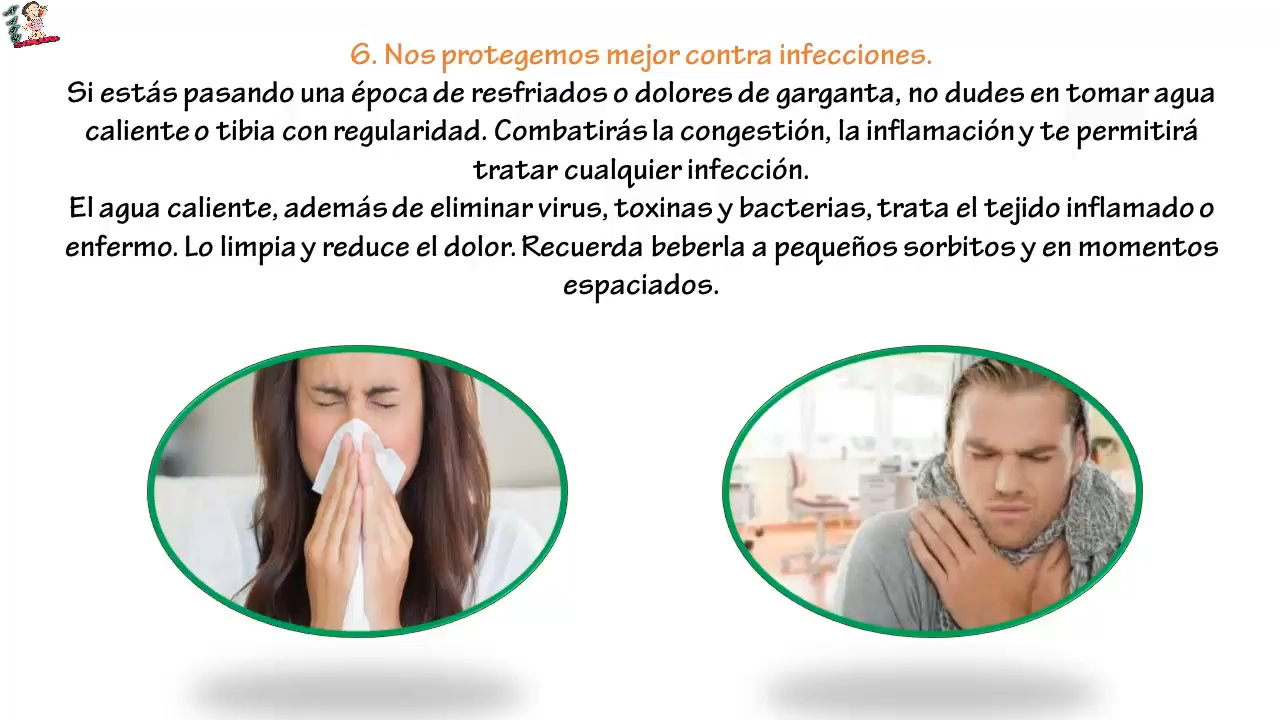 6. Nos protegemos mejor contra infecciones.
Si estás pasando una época de resfriados o dolores de garganta, no dudes en tomar agua
caliente o tibia con regularidad. Combatirás la congestión, la inflamación y te permitirá
tratar cualquier infección.
El agua caliente, además de eliminar virus, toxinas y bacterias, trata el tejido inflamado o
enfermo. Lo limpia y reduce el dolor. Recuerda beberla a pequeños sorbitos y en momentos
espaciados.